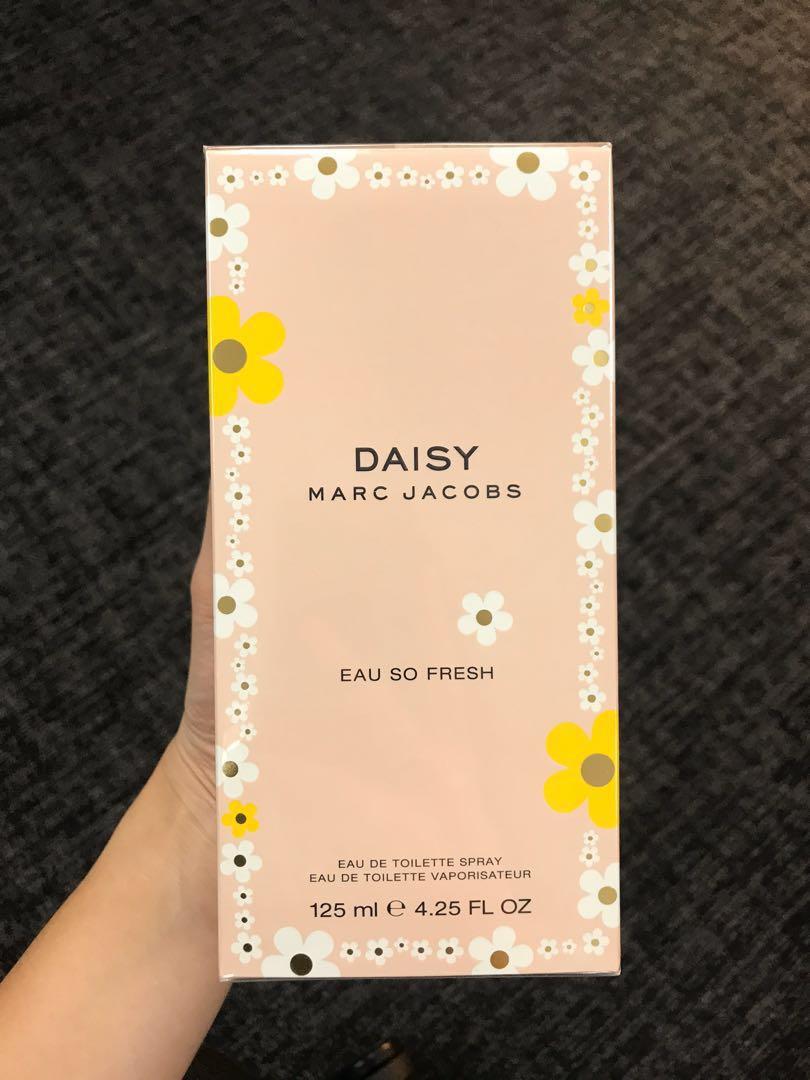 DAISY
MARC JACOBS
EAU SO FRESH
EAU DE TOILETTE SPRAY
EAU DE TOILETTE VAPORISATEUR
125 ml ℮ 4.25 FL OZ